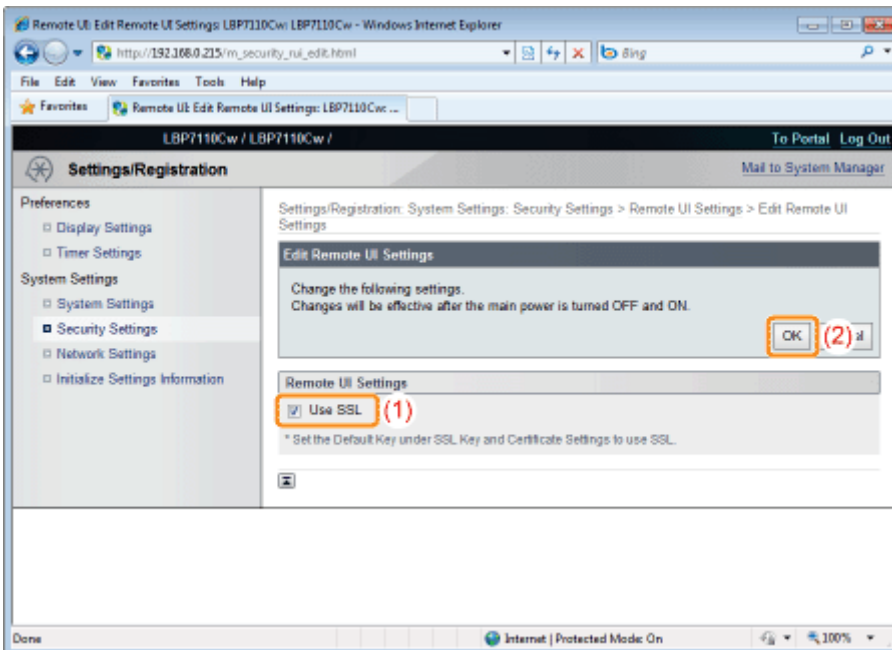 Remote UI: Edit Remote UI Settings: LBP7110Cw: LBP7110Cw - Windows Internet Explorer
http://192.168.0.215/m_security_rui_edit.html
Bing
File Edit View Favorites Tools Help
Favorites
Remote UI: Edit Remote UI Settings: LBP7110Cw: ...
LBP7110Cw / LBP7110Cw /
To Portal Log Out
Settings/Registration
Mail to System Manager
Preferences
Display Settings
Timer Settings
System Settings
System Settings
Security Settings
Network Settings
Initialize Settings Information
Settings/Registration: System Settings: Security Settings > Remote UI Settings > Edit Remote UI
Settings
Edit Remote UI Settings
Change the following settings.
Changes will be effective after the main power is turned OFF and ON.
OK (2)
Remote UI Settings
Use SSL (1)
* Set the Default Key under SSL Key and Certificate Settings to use SSL.
Done
Internet | Protected Mode: On
100%